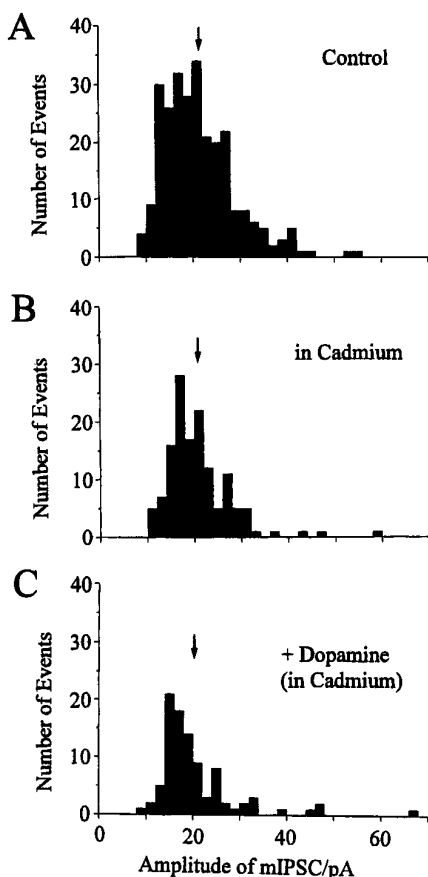 A
Control
Number of Events
40
30
20
10
0
B
in Cadmium
Number of Events
40
30
20
10
0
C
+ Dopamine
(in Cadmium)
Number of Events
40
30
20
10
0
0 20 40 60
Amplitude of mIPSC/pA